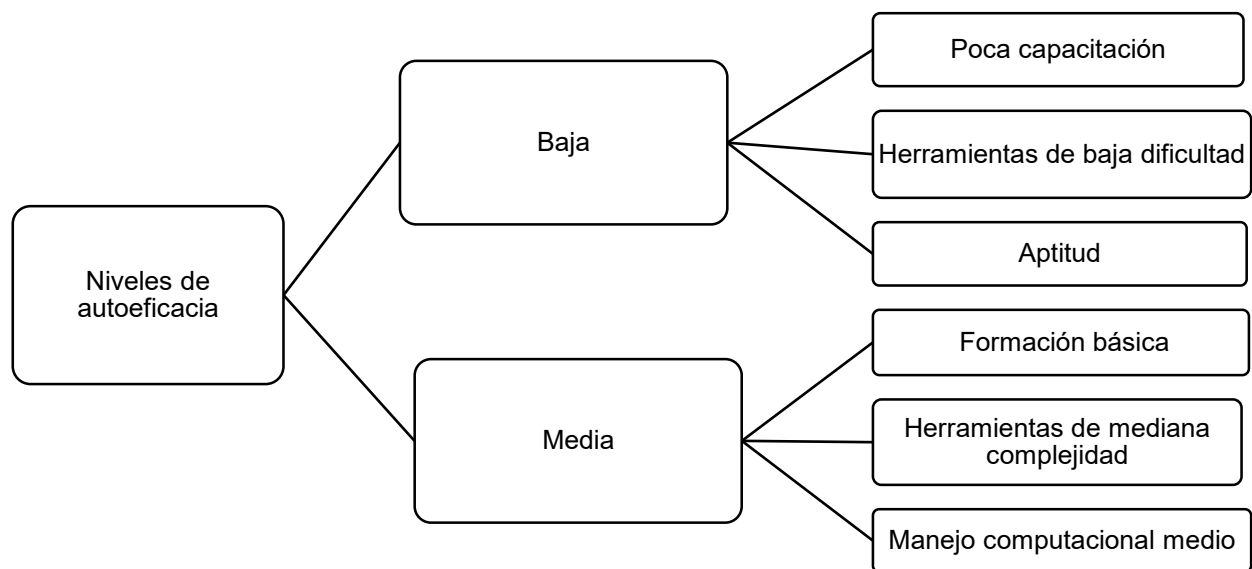 Niveles de
autoeficacia
Baja
Poca capacitación
Herramientas de baja dificultad
Aptitud
Media
Formación básica
Herramientas de mediana
complejidad
Manejo computacional medio